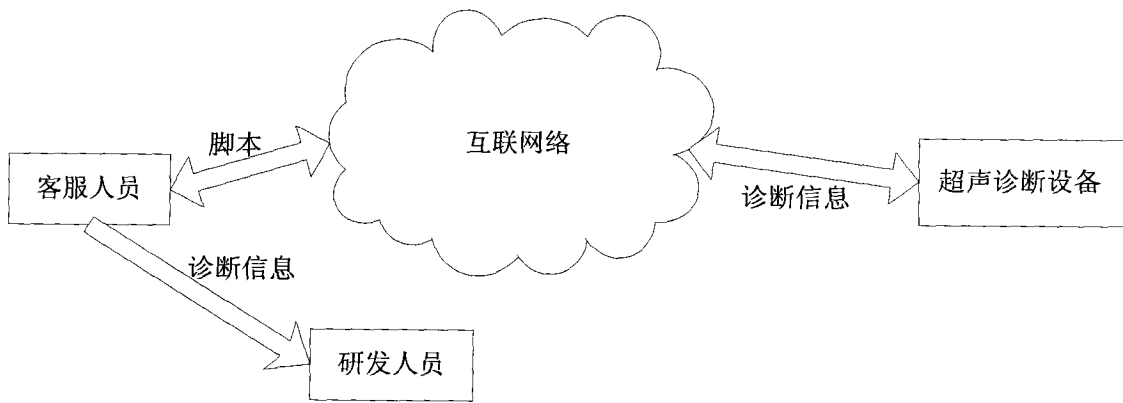 脚本
互联网络
客服人员
超声诊断设备
诊断信息
诊断信息
研发人员